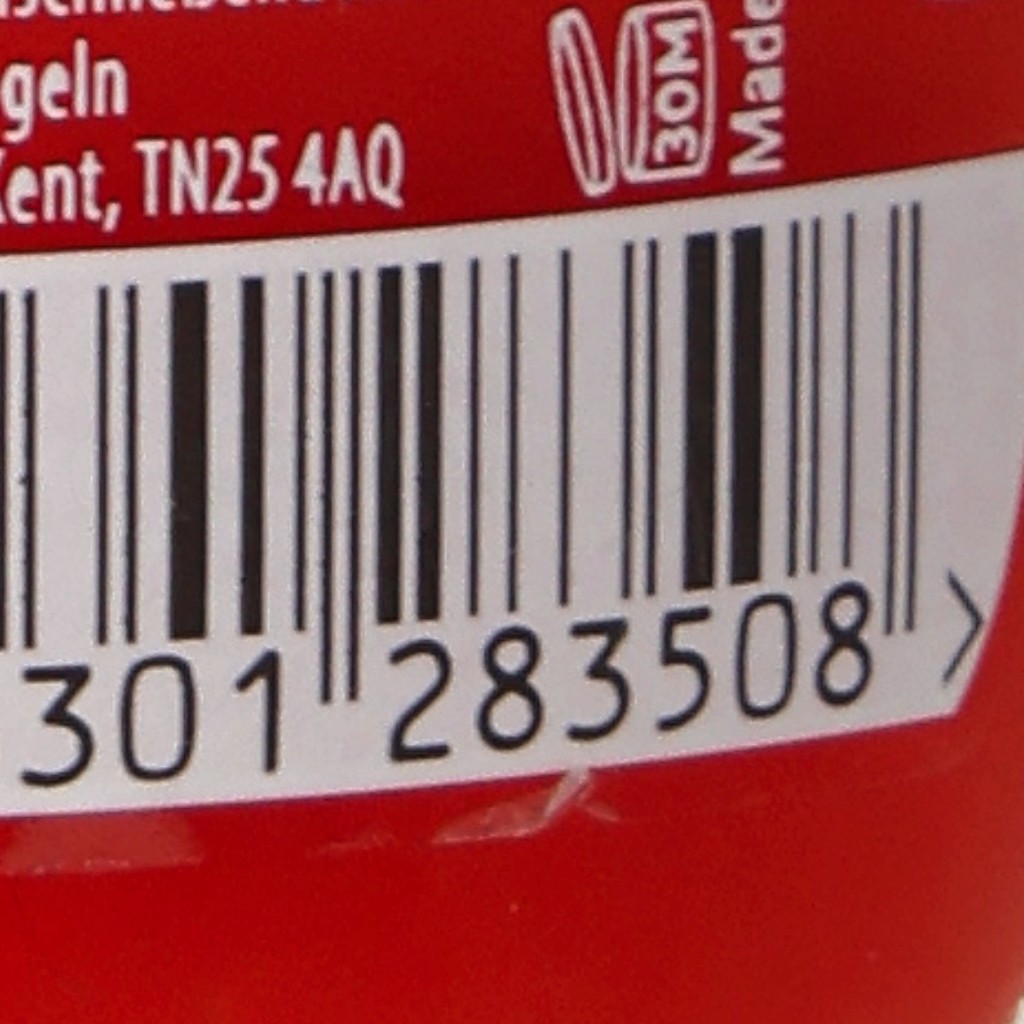 geln
Kent, TN25 4AQ
30M
Made
301 283508 >